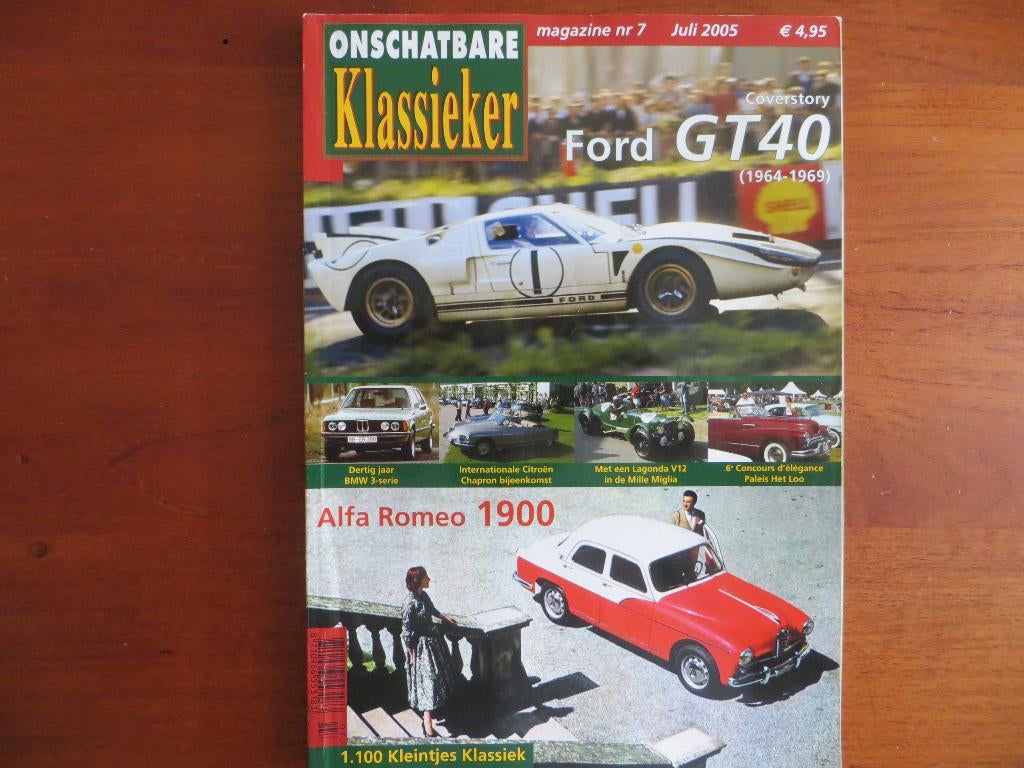 ONSCHATBARE
Klassieker
magazine nr 7 Juli 2005 € 4,95
Coverstory
Ford GT40
(1964-1969)
SHELL
1
FORD
Dertig jaar
BMW 3-serie
Internationale Citroën
Chapron bijeenkomst
Met een Lagonda V12
in de Mille Miglia
6e Concours d'élégance
Paleis Het Loo
Alfa Romeo 1900
1.100 Kleintjes Klassiek